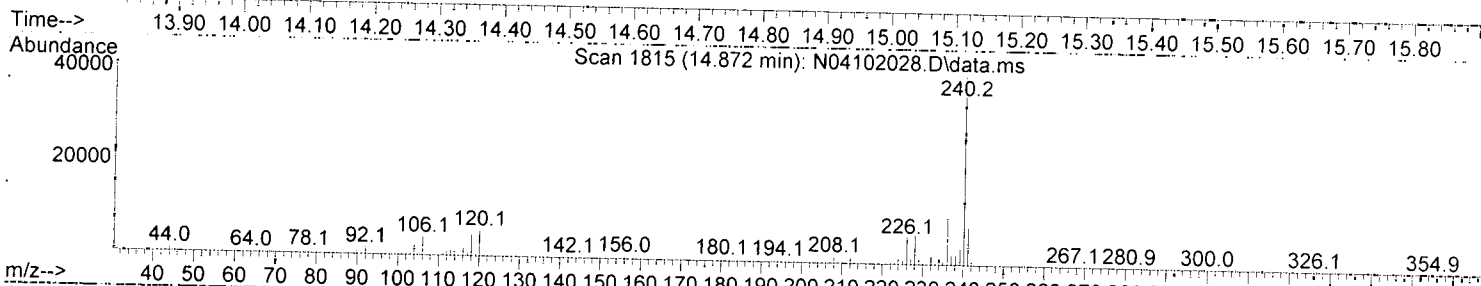 Time--> 13.90 14.00 14.10 14.20 14.30 14.40 14.50 14.60 14.70 14.80 14.90 15.00 15.10 15.20 15.30 15.40 15.50 15.60 15.70 15.80
Abundance
Scan 1815 (14.872 min): N04102028.D\data.ms
40000
240.2
20000
44.0 64.0 78.1 92.1 106.1 120.1 142.1 156.0 180.1 194.1 208.1 226.1 267.1 280.9 300.0 326.1 354.9
m/z--> 40 50 60 70 80 90 100 110 120 130 140 150 160 170 180 190 200 210 220 230